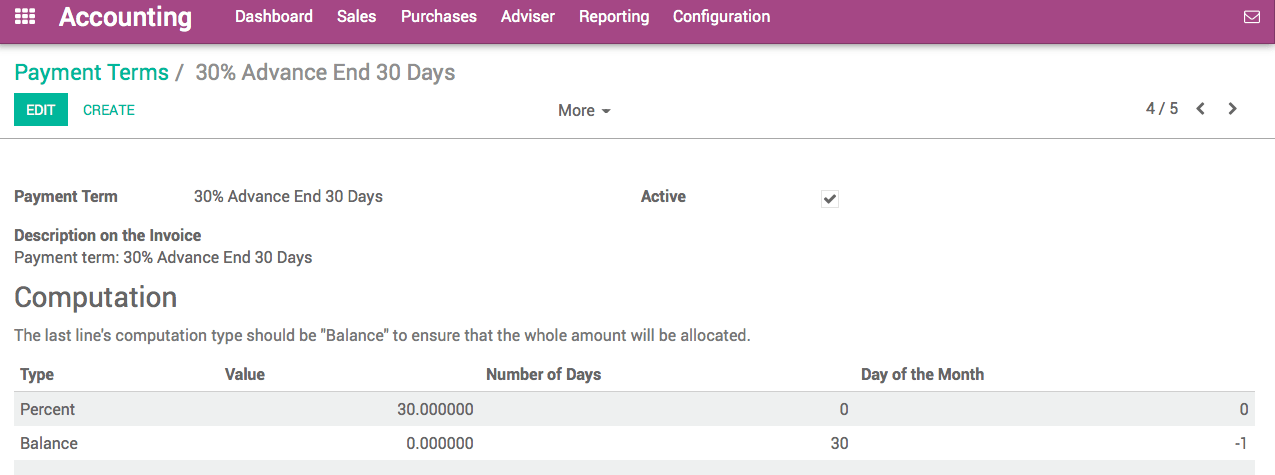 Accounting Dashboard Sales Purchases Adviser Reporting Configuration
Payment Terms / 30% Advance End 30 Days
EDIT CREATE More 4 / 5
Payment Term 30% Advance End 30 Days Active
Description on the Invoice
Payment term: 30% Advance End 30 Days
Computation
The last line's computation type should be "Balance" to ensure that the whole amount will be allocated.
Type Value Number of Days Day of the Month
Percent 30.000000 0 0
Balance 0.000000 30 -1